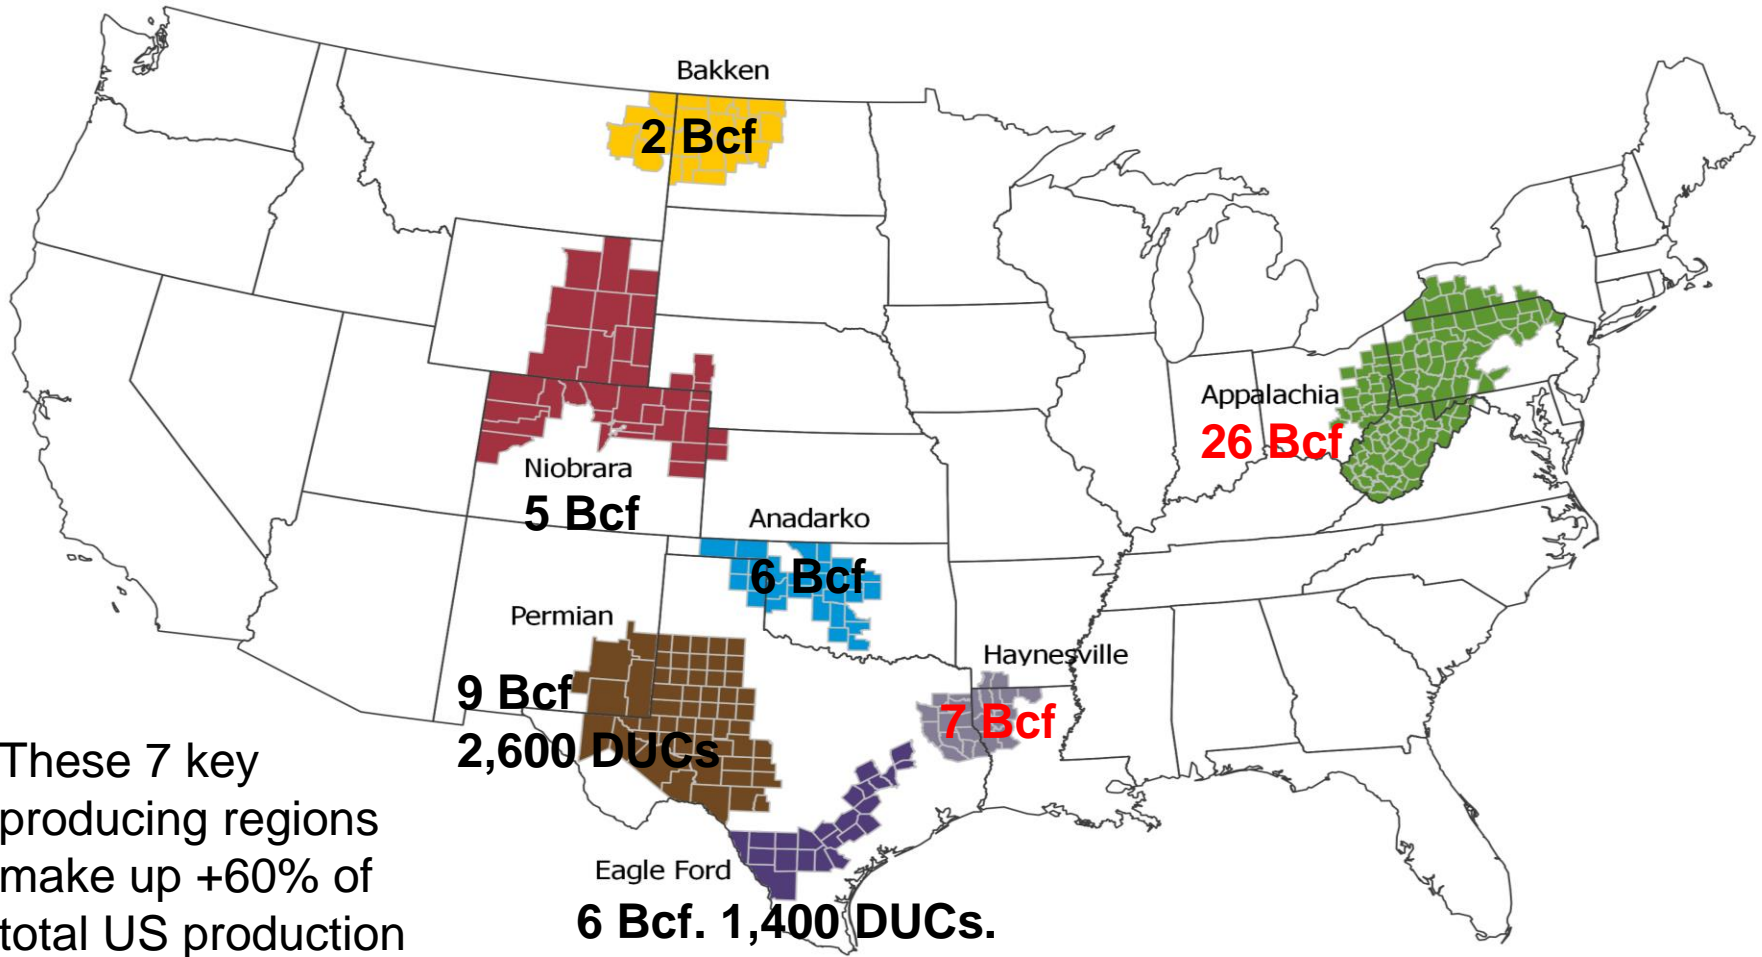 Bakken
2 Bcf
Appalachia
26 Bcf
Niobrara
5 Bcf
Anadarko
6 Bcf
Permian
9 Bcf
2,600 DUCs
Haynesville
7 Bcf
Eagle Ford
6 Bcf. 1,400 DUCs.
These 7 key
producing regions
make up +60% of
total US production